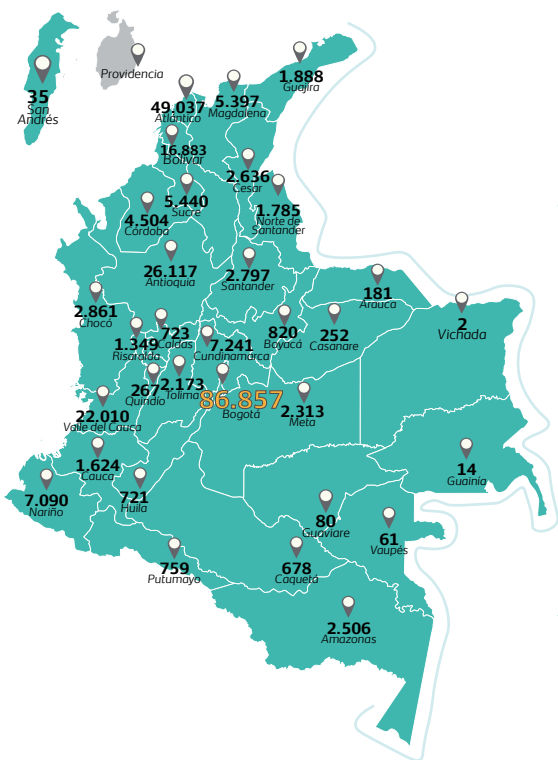 35
San
Andrés
Providencia
1.888
Guajira
49.037
Atlántico
5.397
Magdalena
16.883
Bolívar
2.636
Cesar
5.440
Sucre
1.785
Norte de
Santander
4.504
Córdoba
26.117
Antioquia
2.797
Santander
181
Arauca
2
Vichada
2.861
Chocó
1.349
Risaralda
723
Caldas
7.241
Cundinamarca
820
Boyacá
252
Casanare
267
Quindio
2.173
Tolima
86.857
Bogotá
2.313
Meta
22.010
Valle del Cauca
1.624
Cauca
14
Guainia
7.090
Nariño
721
Huila
80
Guaviare
61
Vaupés
759
Putumayo
678
Caquetá
2.506
Amazonas